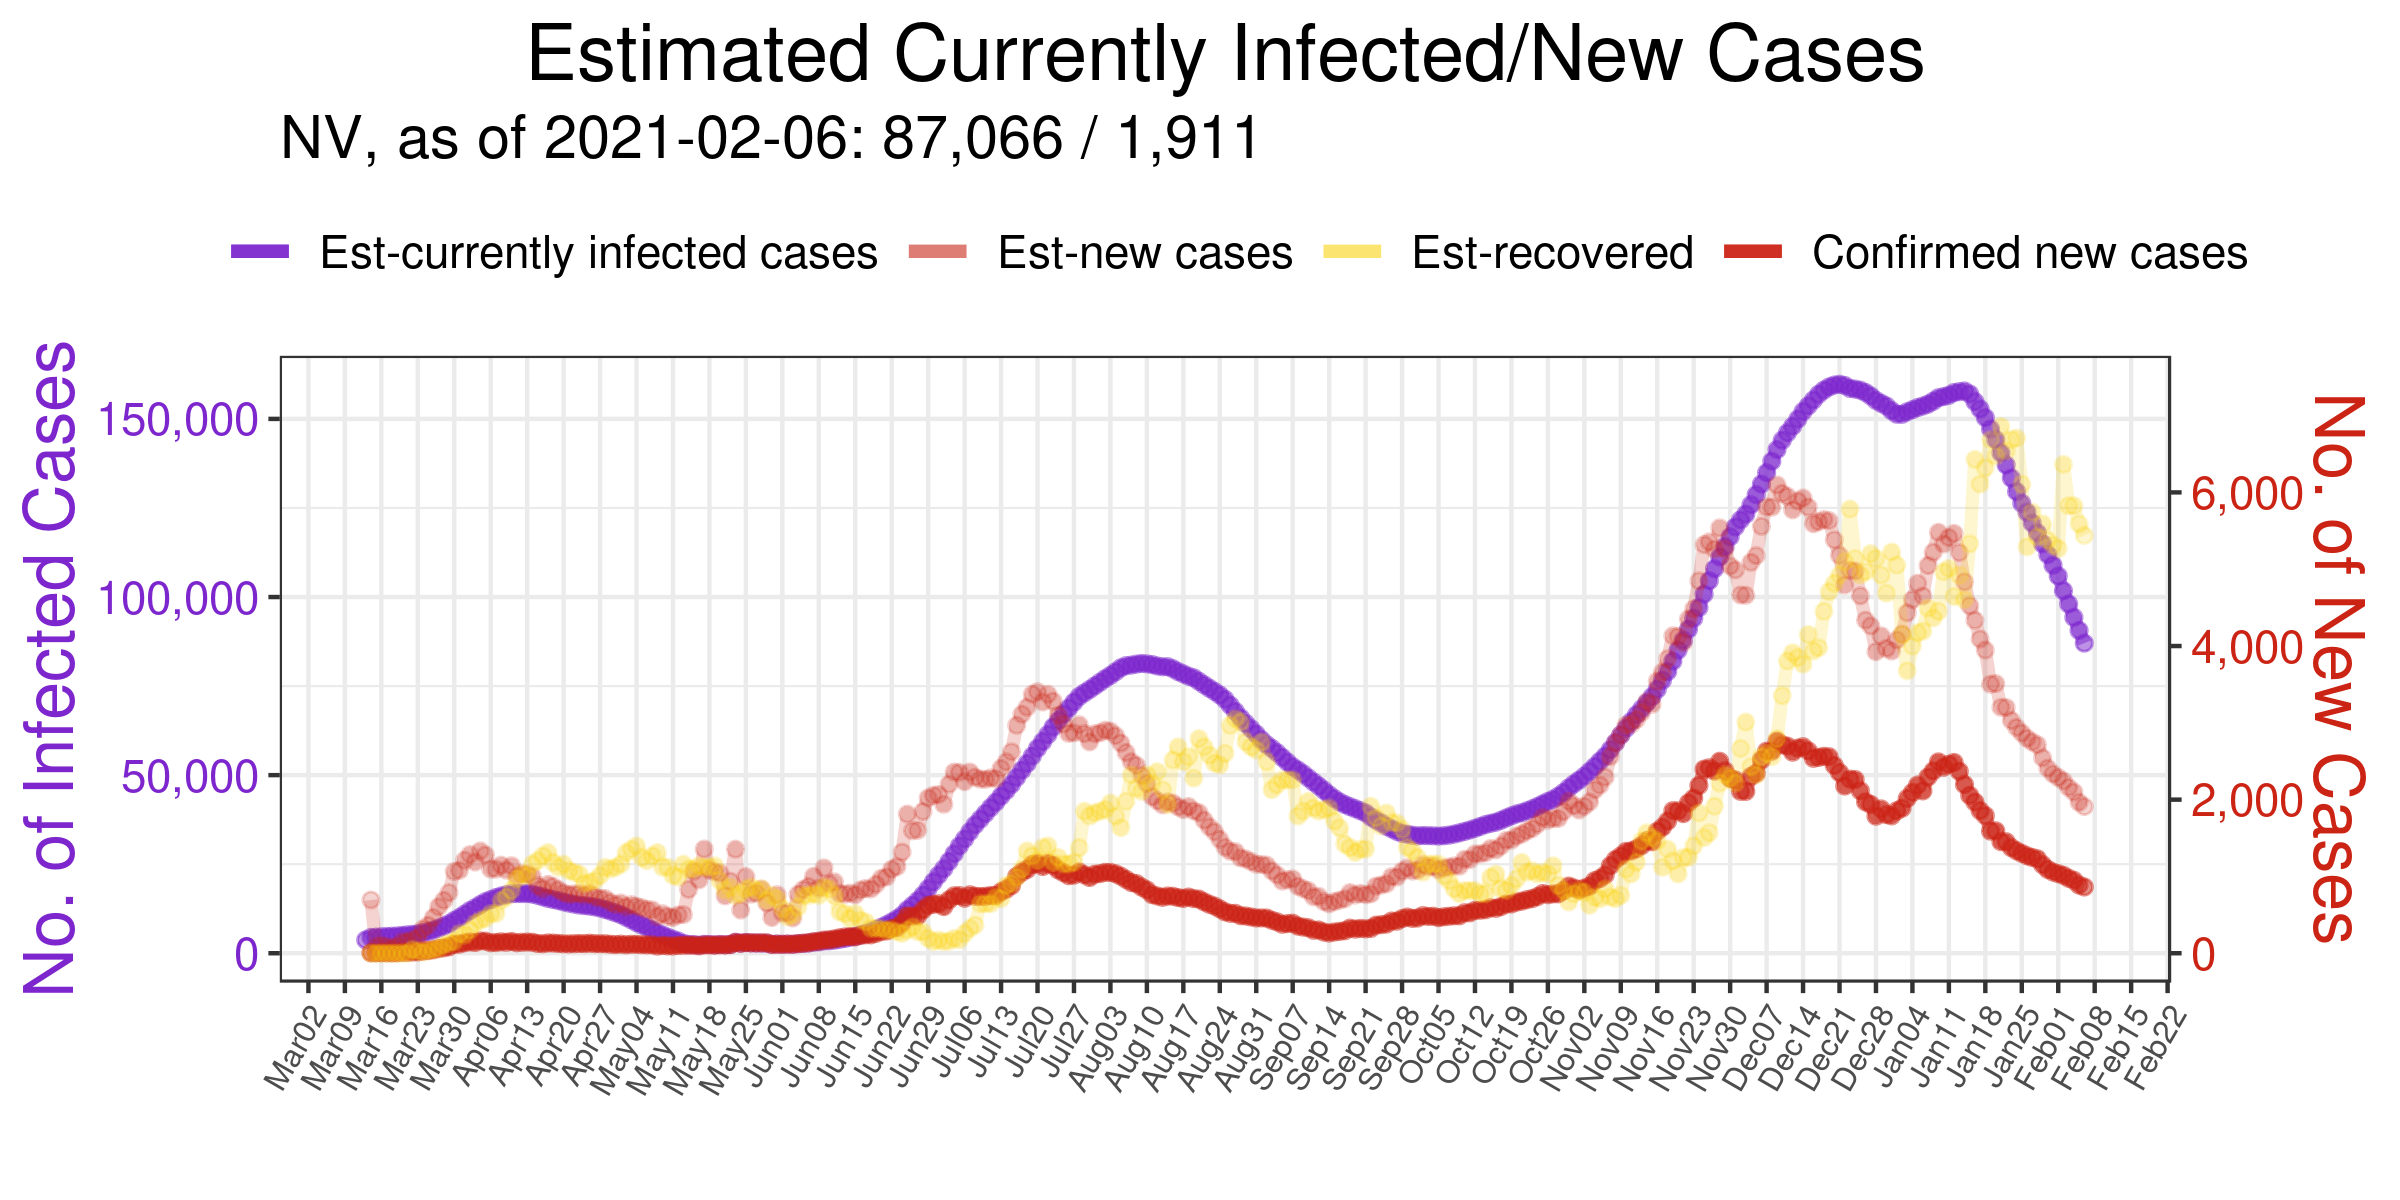 Estimated Currently Infected/New Cases
NV, as of 2021-02-06: 87,066 / 1,911
Est-currently infected cases Est-new cases Est-recovered Confirmed new cases
No. of Infected Cases
150,000
100,000
50,000
0
No. of New Cases
6,000
4,000
2,000
0
Mar02 Mar09 Mar16 Mar23 Mar30 Apr06 Apr13 Apr20 Apr27 May04 May11 May18 May25 Jun01 Jun08 Jun15 Jun22 Jun29 Jul06 Jul13 Jul20 Jul27 Aug03 Aug10 Aug17 Aug24 Aug31 Sep07 Sep14 Sep21 Sep28 Oct05 Oct12 Oct19 Oct26 Nov02 Nov09 Nov16 Nov23 Nov30 Dec07 Dec14 Dec21 Dec28 Jan04 Jan11 Jan18 Jan25 Feb01 Feb08 Feb15 Feb22